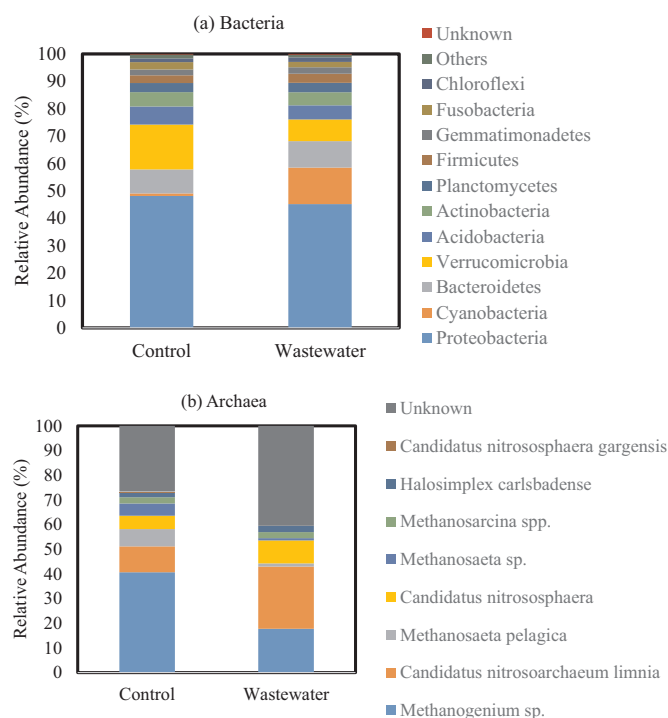 (a) Bacteria
Relative Abundance (%)
100
90
80
70
60
50
40
30
20
10
0
Control
Wastewater
Unknown
Others
Chloroflexi
Fusobacteria
Gemmatimonadetes
Firmicutes
Planctomycetes
Actinobacteria
Acidobacteria
Verrucomicrobia
Bacteroidetes
Cyanobacteria
Proteobacteria
(b) Archaea
Relative Abundance (%)
100
90
80
70
60
50
40
30
20
10
0
Control
Wastewater
Unknown
Candidatus nitrososphaera gargensis
Halosimplex carlsbadense
Methanosarcina spp.
Methanosaeta sp.
Candidatus nitrososphaera
Methanosaeta pelagica
Candidatus nitrosoarchaeum limnia
Methanogenium sp.